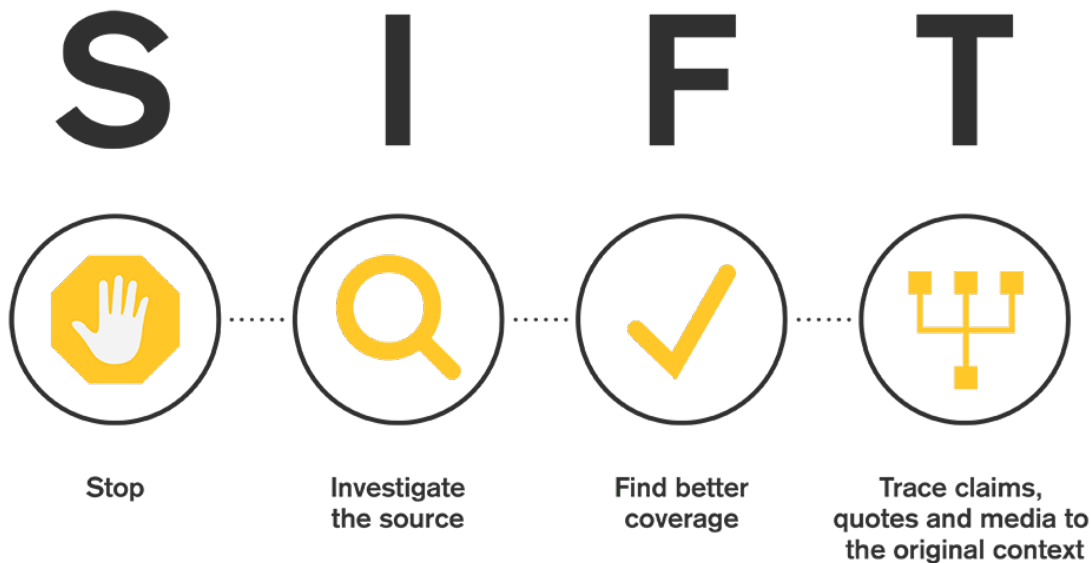 S I F T
Stop
Investigate
the source
Find better
coverage
Trace claims,
quotes and media to
the original context